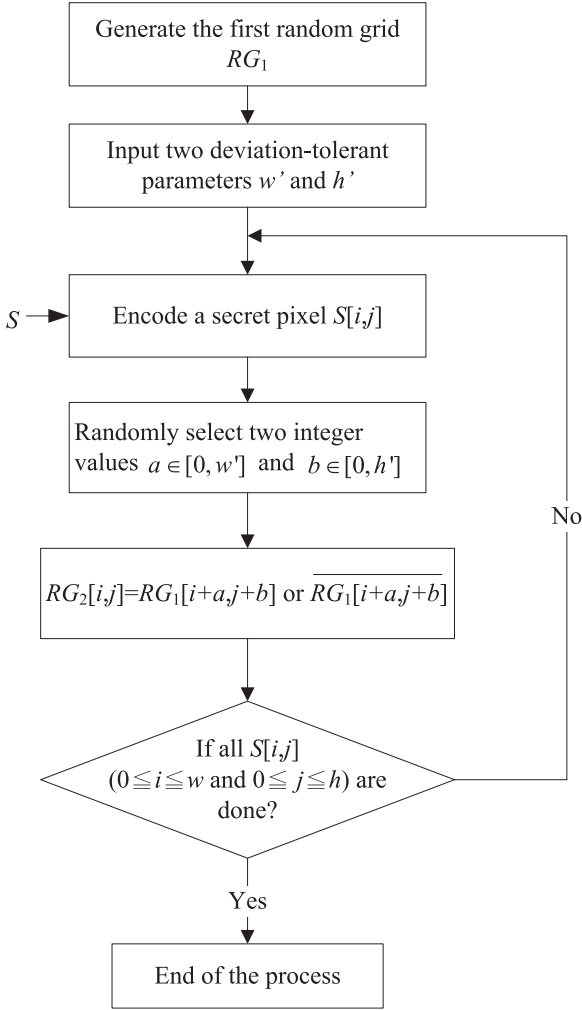 Generate the first random grid
RG₁
Input two deviation-tolerant
parameters w’ and h’
S
Encode a secret pixel S[i,j]
Randomly select two integer
values a ∈ [0, w'] and b ∈ [0, h']
No
RG₂[i,j]=RG₁[i+a,j+b] or \overline{RG₁[i+a,j+b]}
If all S[i,j]
(0≦i≦w and 0≦ j≦h) are
done?
Yes
End of the process